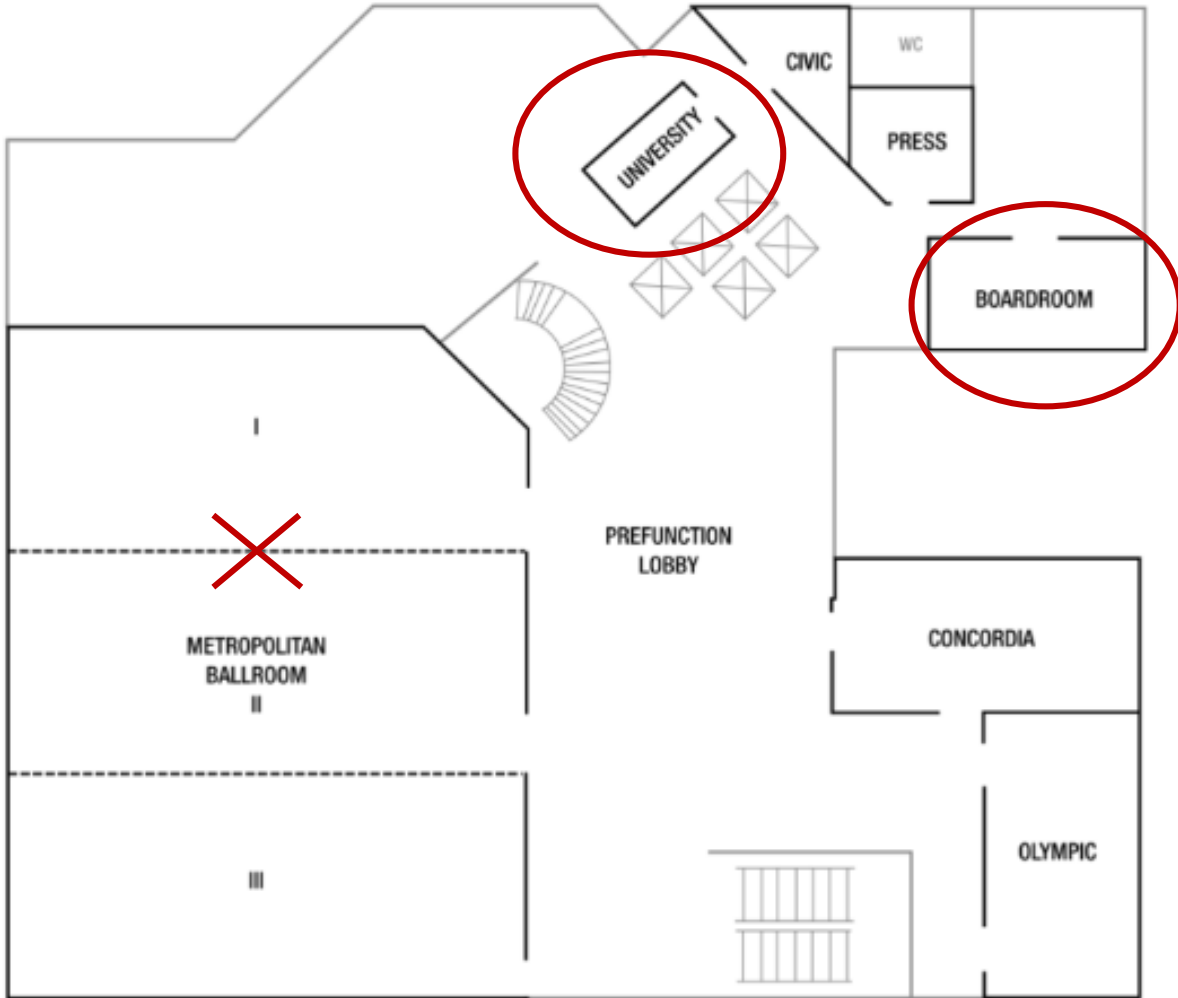 CIVIC
WC
PRESS
UNIVERSITY
BOARDROOM
I
PREFUNCTION
LOBBY
METROPOLITAN
BALLROOM
II
CONCORDIA
OLYMPIC
III